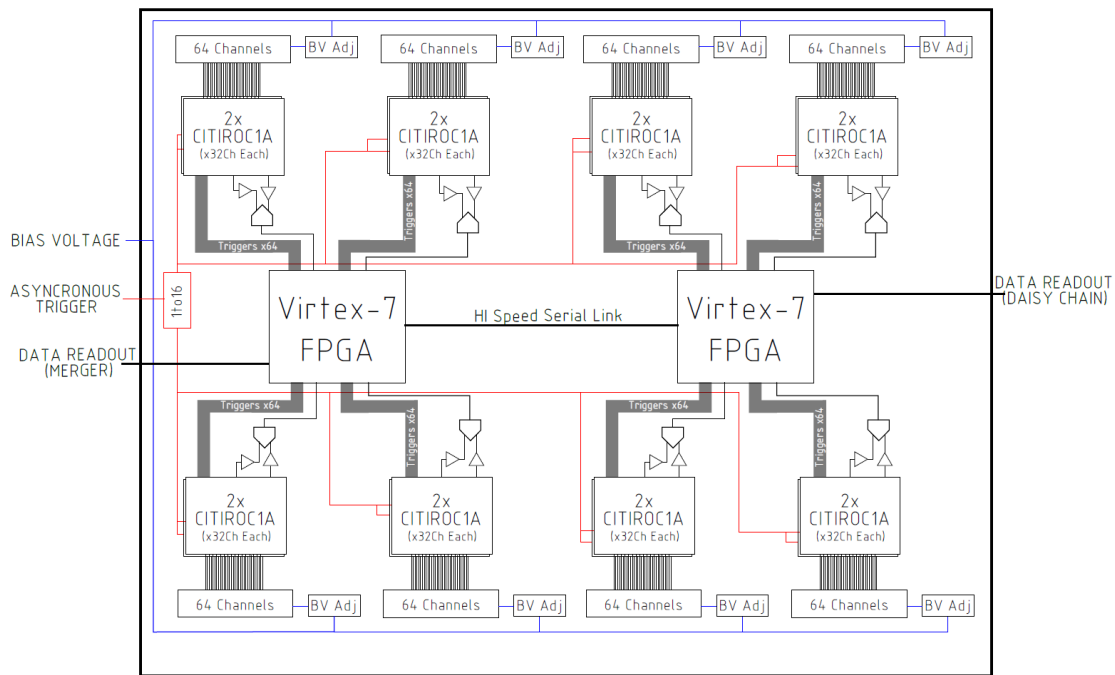 64 Channels
BV Adj
64 Channels
BV Adj
64 Channels
BV Adj
64 Channels
BV Adj
2x
CITIROC1A
(x32Ch Each)
2x
CITIROC1A
(x32Ch Each)
2x
CITIROC1A
(x32Ch Each)
2x
CITIROC1A
(x32Ch Each)
Triggers x64
Triggers x64
Triggers x64
Triggers x64
BIAS VOLTAGE
ASYNCRONOUS
TRIGGER
1to16
DATA READOUT
(MERGER)
Virtex-7
FPGA
HI Speed Serial Link
Virtex-7
FPGA
DATA READOUT
(DAISY CHAIN)
Triggers x64
Triggers x64
Triggers x64
Triggers x64
2x
CITIROC1A
(x32Ch Each)
2x
CITIROC1A
(x32Ch Each)
2x
CITIROC1A
(x32Ch Each)
2x
CITIROC1A
(x32Ch Each)
64 Channels
BV Adj
64 Channels
BV Adj
64 Channels
BV Adj
64 Channels
BV Adj